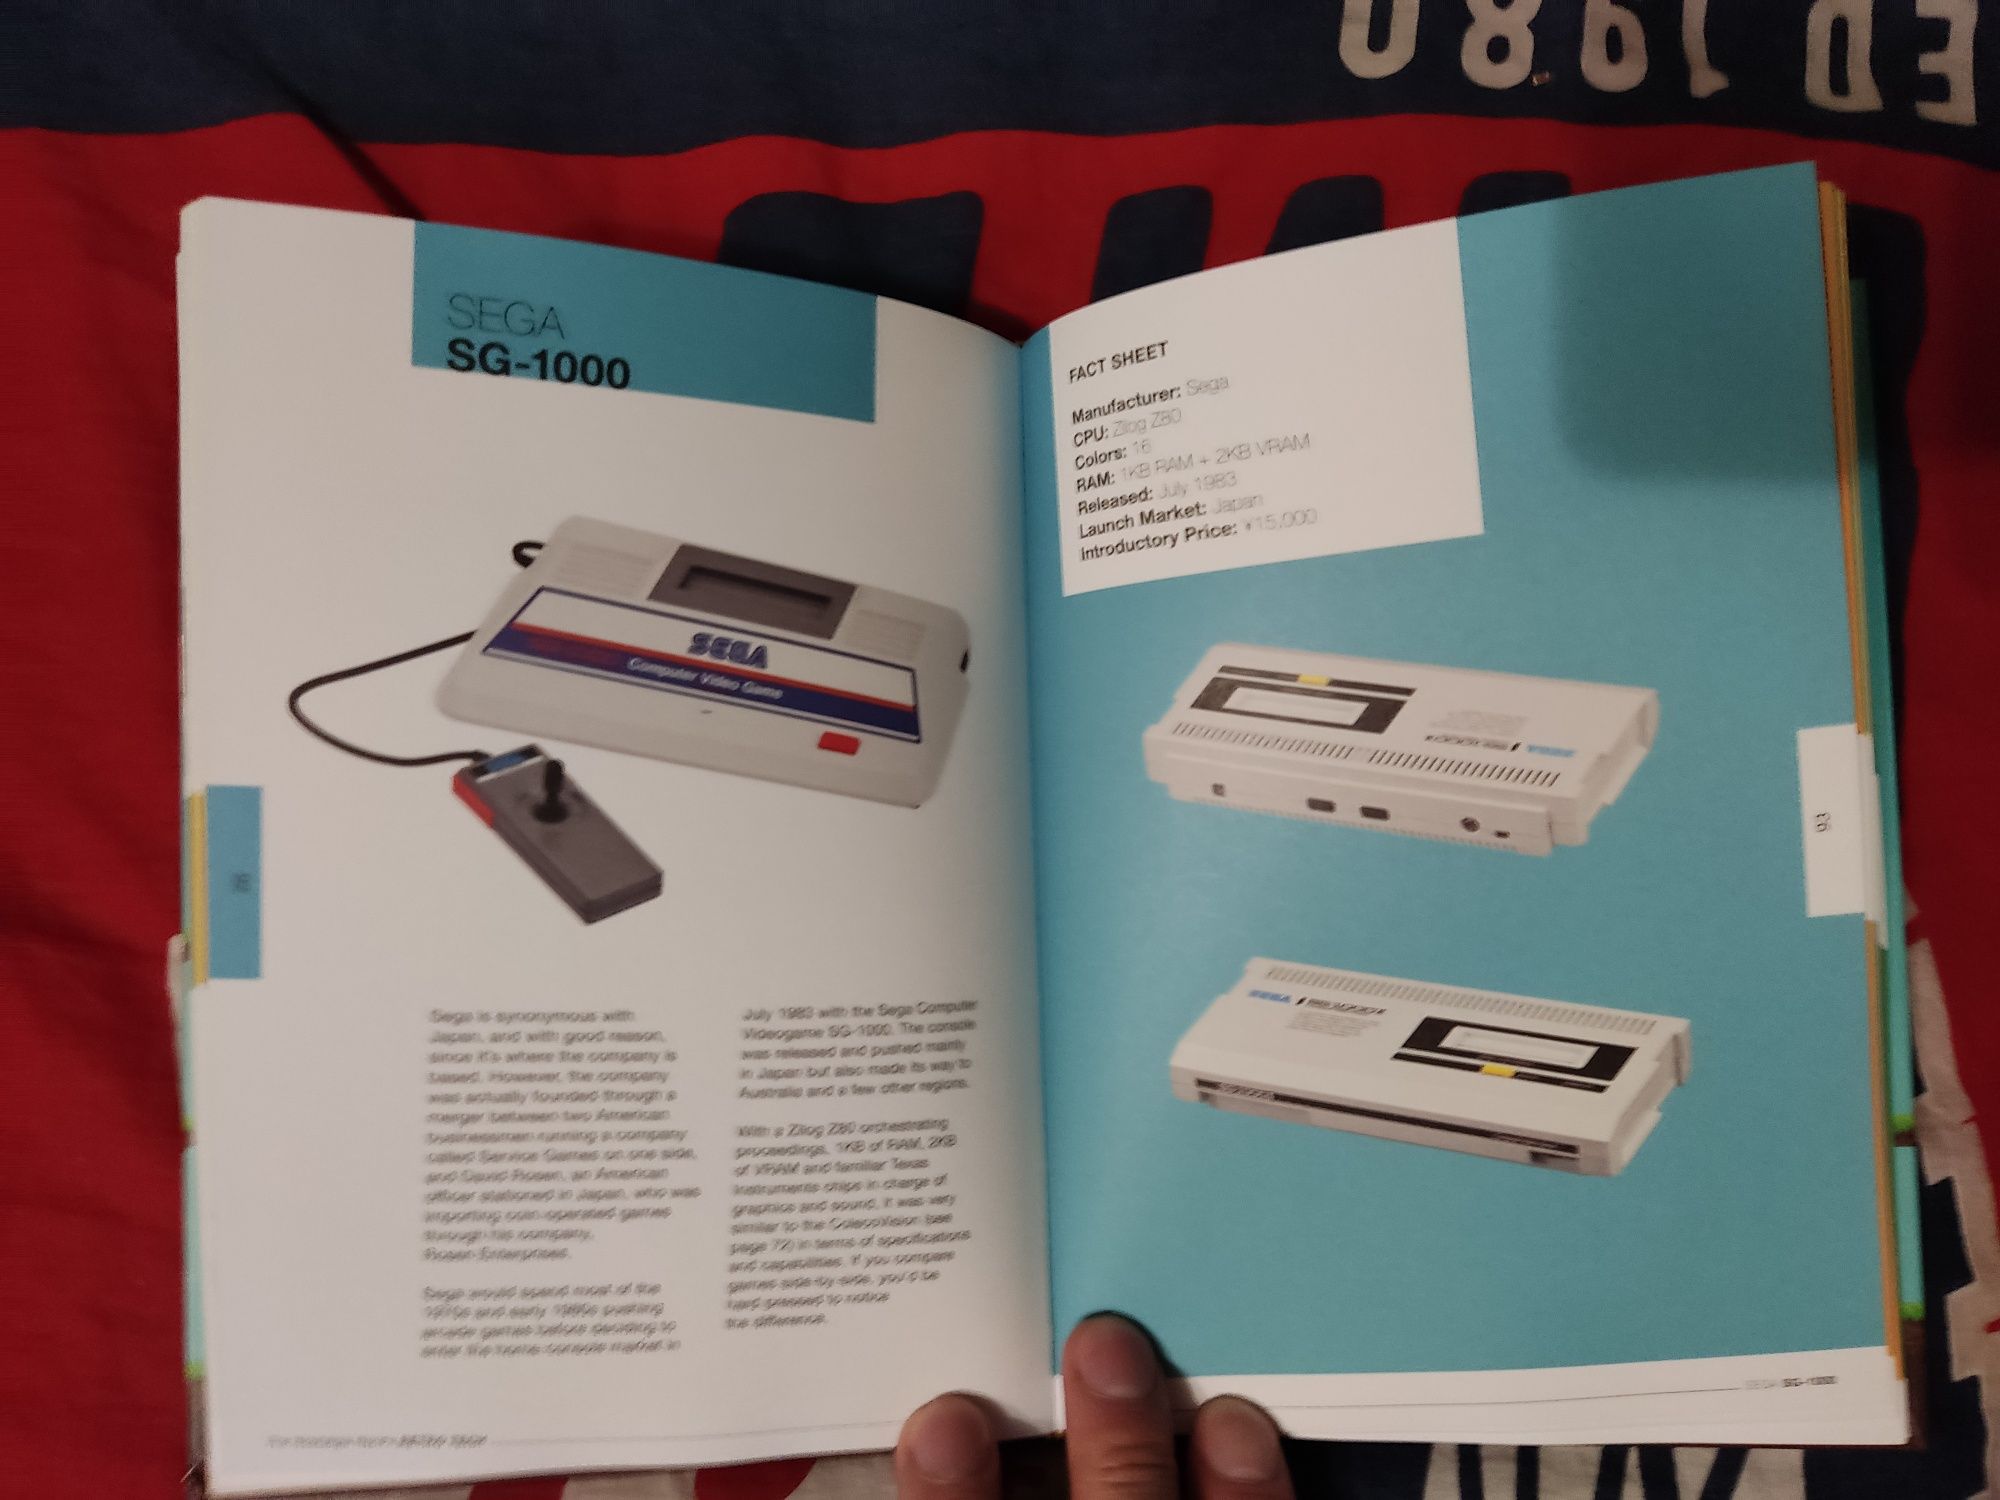 ED 1980
SEGA
SG-1000
SEGA
Computer Video Game
Sega is synonymous with
Japan, and with good reason,
since it's where the company is
based. However, the company
was actually founded through a
merger between two American
businessmen running a company
called Service Games on one side,
and David Rosen, an American
officer stationed in Japan, who was
importing coin-operated games
through his company,
Rosen Enterprises.
Sega would spend most of the
1970s and early 1980s pushing
arcade games before deciding to
enter the home console market in
July 1983 with the Sega Computer
Videogame SG-1000. The console
was released and pushed mainly
in Japan but also made its way to
Australia and a few other regions.
With a Zilog Z80 orchestrating
proceedings, 1KB of RAM, 2KB
of VRAM and familiar Texas
Instruments chips in charge of
graphics and sound, it was very
similar to the ColecoVision (see
page 72) in terms of specifications
and capabilities. If you compare
games side-by-side, you'd be
hard pressed to notice
the difference.
RETRO TECH
FACT SHEET
Manufacturer: Sega
CPU: Zilog Z80
Colors: 16
RAM: 1KB RAM + 2KB VRAM
Released: July 1983
Launch Market: Japan
Introductory Price: ¥15,000
SEGA
93
SEGA
SEGA SG-1000